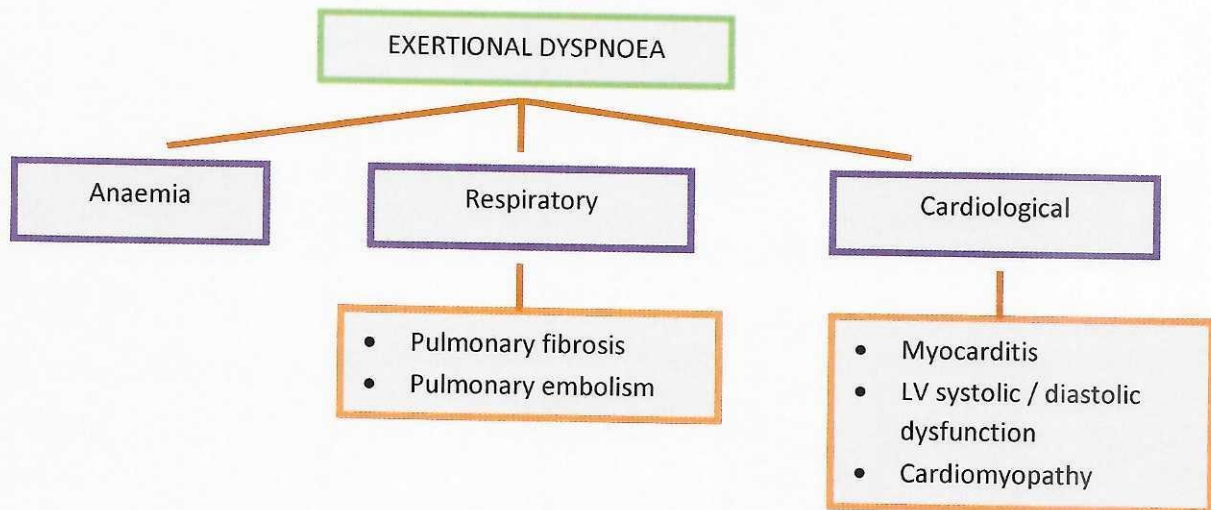 EXERTIONAL DYSPNOEA
Anaemia
Respiratory
Cardiological
• Pulmonary fibrosis
• Pulmonary embolism
• Myocarditis
• LV systolic / diastolic
dysfunction
• Cardiomyopathy